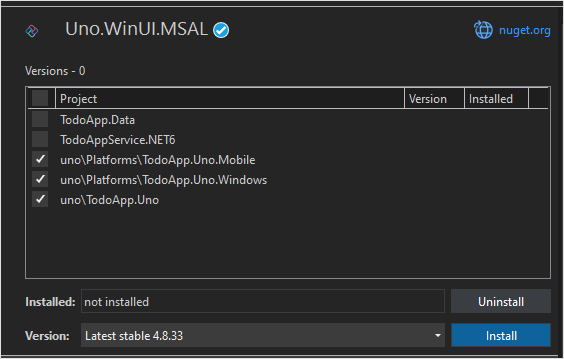 Uno.WinUI.MSAL nuget.org
Versions - 0
Project Version Installed
TodoApp.Data
TodoAppService.NET6
uno\Platforms\TodoApp.Uno.Mobile
uno\Platforms\TodoApp.Uno.Windows
uno\TodoApp.Uno
Installed: not installed Uninstall
Version: Latest stable 4.8.33 Install